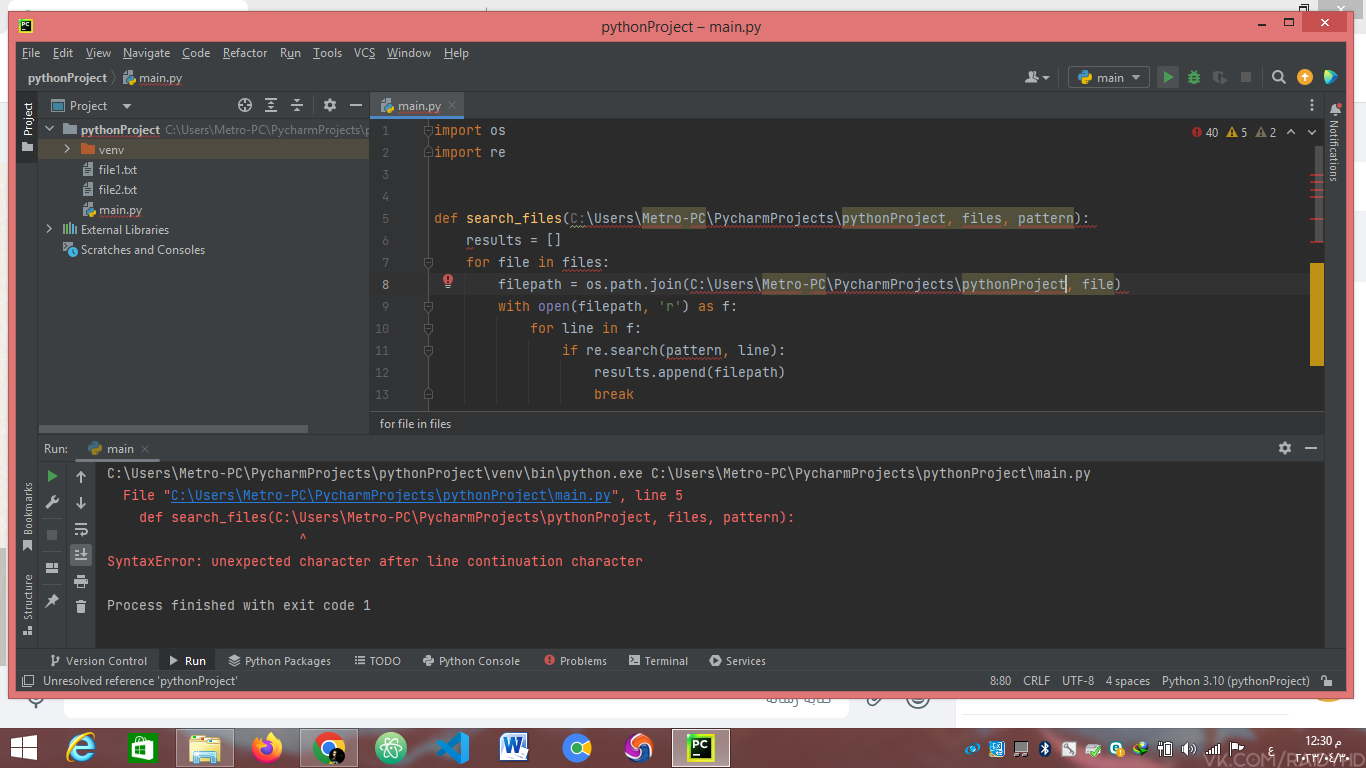 pythonProject – main.py
File Edit View Navigate Code Refactor Run Tools VCS Window Help
pythonProject main.py
main
Project
Project
main.py
Notifications
pythonProject C:\Users\Metro-PC\PycharmProjects\p
venv
file1.txt
file2.txt
main.py
External Libraries
Scratches and Consoles
40 5 2
1 import os
2 import re
3
4
5 def search_files(C:\Users\Metro-PC\PycharmProjects\pythonProject, files, pattern):
6 results = []
7 for file in files:
8 filepath = os.path.join(C:\Users\Metro-PC\PycharmProjects\pythonProject, file)
9 with open(filepath, 'r') as f:
10 for line in f:
11 if re.search(pattern, line):
12 results.append(filepath)
13 break
for file in files
Run: main
C:\Users\Metro-PC\PycharmProjects\pythonProject\venv\bin\python.exe C:\Users\Metro-PC\PycharmProjects\pythonProject\main.py
File "C:\Users\Metro-PC\PycharmProjects\pythonProject\main.py", line 5
def search_files(C:\Users\Metro-PC\PycharmProjects\pythonProject, files, pattern):
^
SyntaxError: unexpected character after line continuation character
Process finished with exit code 1
Bookmarks
Structure
Version Control Run Python Packages TODO Python Console Problems Terminal Services
Unresolved reference 'pythonProject'
8:80 CRLF UTF-8 4 spaces Python 3.10 (pythonProject)
ع
12:30 م
٢٠٢٣/٠٤/٣٠